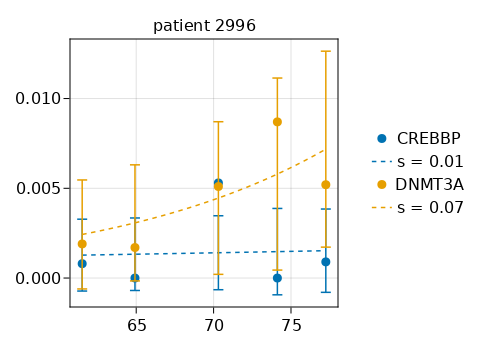 patient 2996
0.010
0.005
0.000
65
70
75
CREBBP
s = 0.01
DNMT3A
s = 0.07